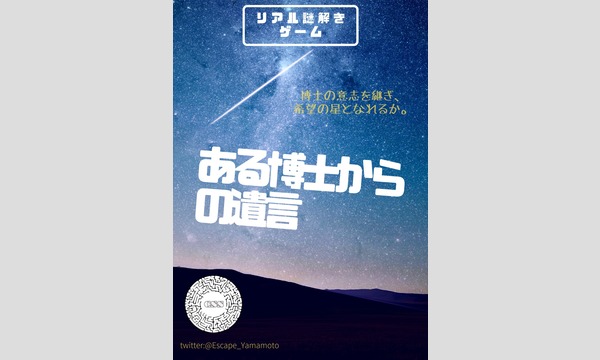 リアル謎解き
ゲーム
博士の意志を継ぎ、
希望の星となれるか。
ある博士から
の遺言
CSS
twitter:@Escape_Yamamoto